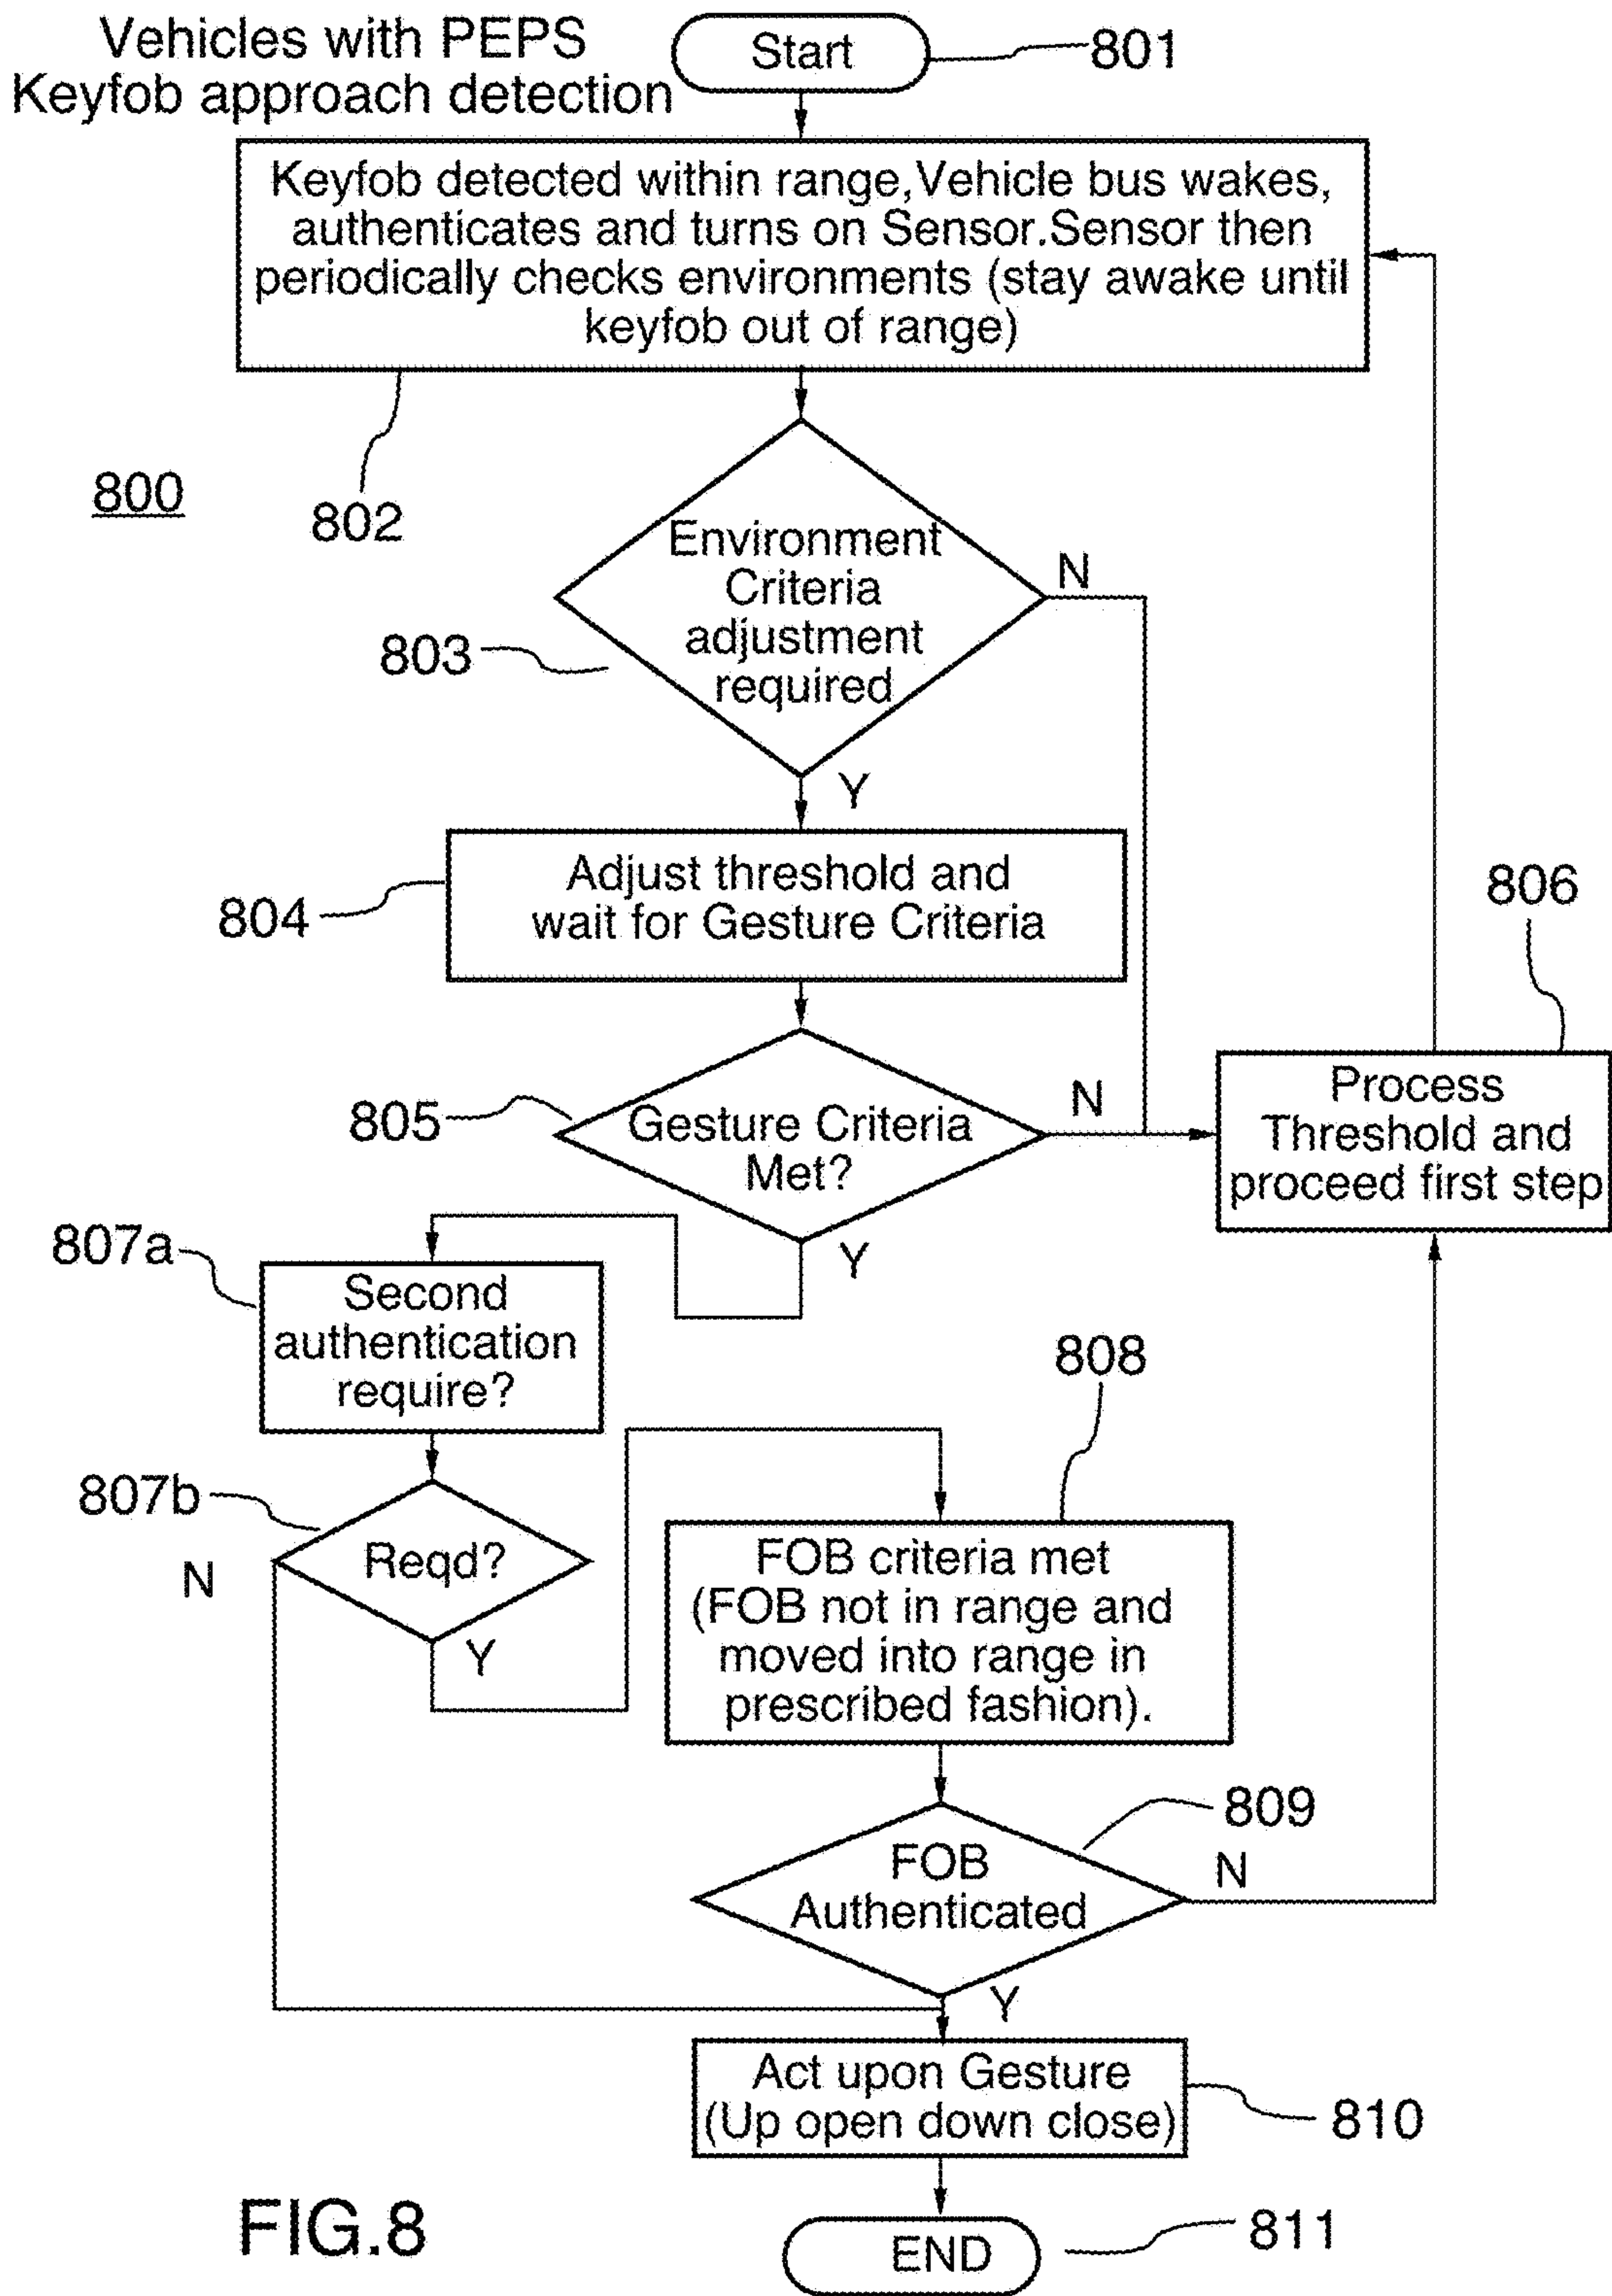 Vehicles with PEPS
Keyfob approach detection
Start
801
Keyfob detected within range,Vehicle bus wakes,
authenticates and turns on Sensor.Sensor then
periodically checks environments (stay awake until
keyfob out of range)
800
802
Environment
Criteria
adjustment
required
N
803
Y
Adjust threshold and
wait for Gesture Criteria
804
806
Gesture Criteria
Met?
805
N
Y
Process
Threshold and
proceed first step
807a
Second
authentication
require?
808
807b
Reqd?
N
Y
FOB criteria met
(FOB not in range and
moved into range in
prescribed fashion).
809
FOB
Authenticated
N
Y
Act upon Gesture
(Up open down close)
810
END
811
FIG.8